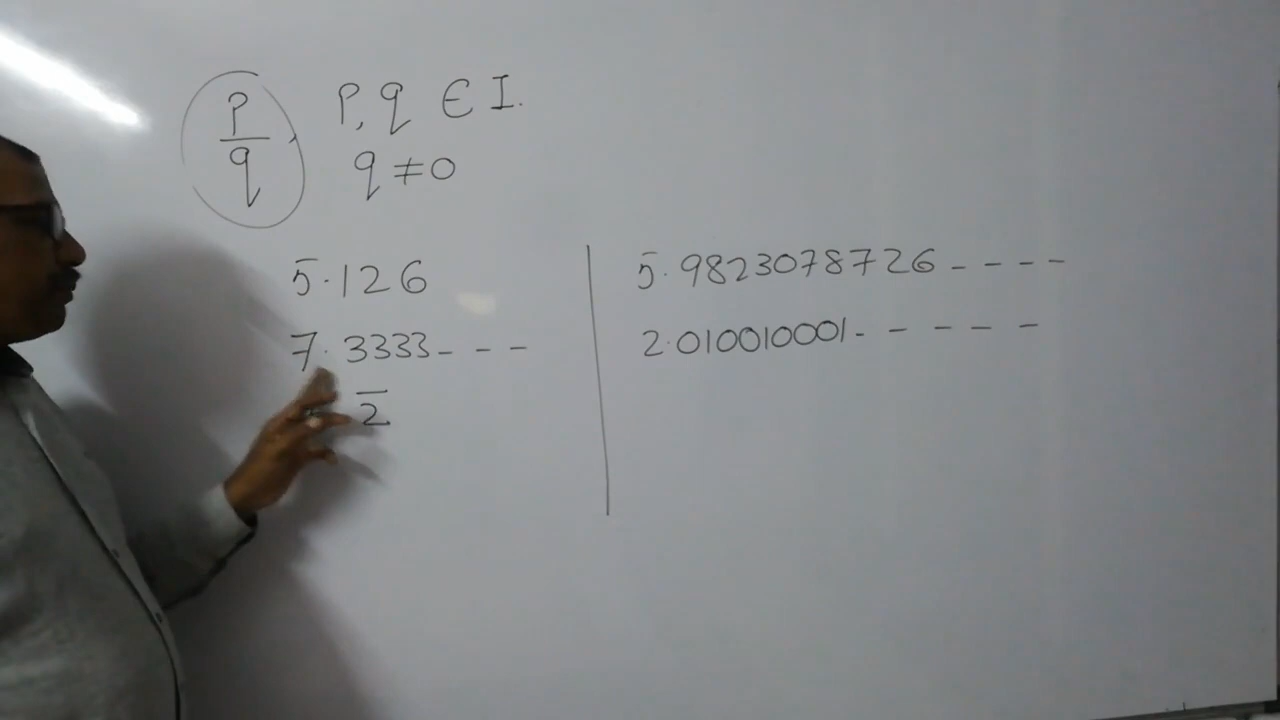 p/q P, q ∈ I.
q ≠ 0
5.126
7.3333- - -
2̅
5.9823078726- - - -
2.010010001- - - - -